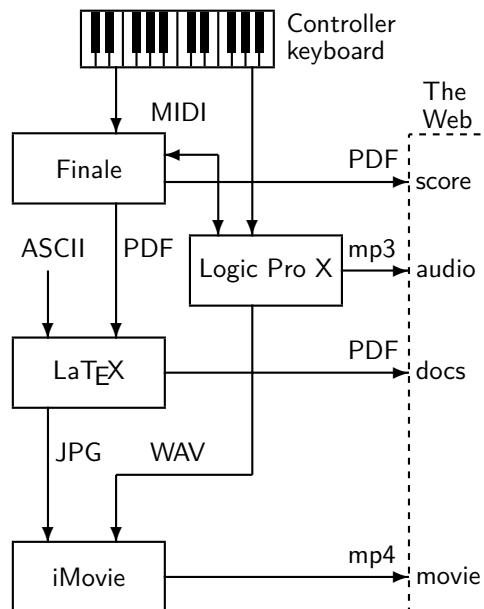 Controller
keyboard
The
Web
MIDI
Finale
PDF
score
ASCII
PDF
Logic Pro X
mp3
audio
LaTEX
PDF
docs
JPG
WAV
iMovie
mp4
movie